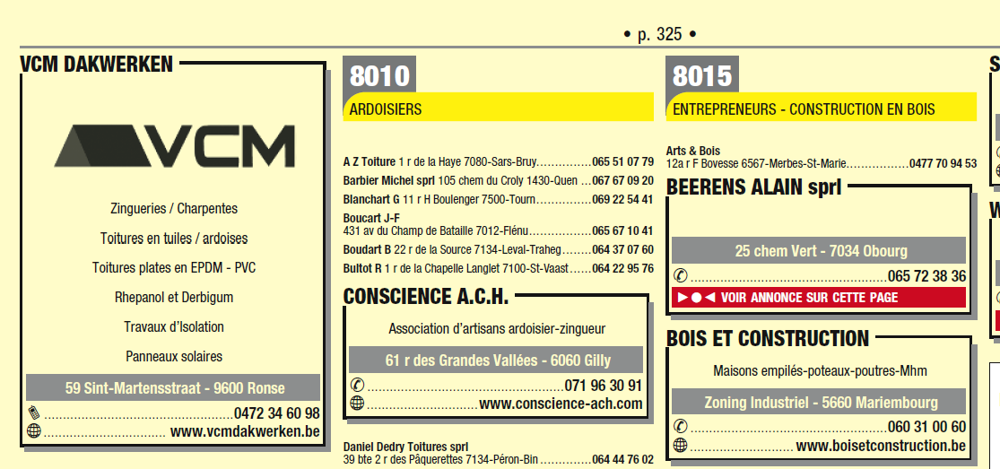 • p. 325 •
VCM DAKWERKEN
VCM
Zingueries / Charpentes
Toitures en tuiles / ardoises
Toitures plates en EPDM - PVC
Rhepanol et Derbigum
Travaux d'Isolation
Panneaux solaires
59 Sint-Martensstraat - 9600 Ronse
0472 34 60 98
www.vcmdakwerken.be
8010
ARDOISIERS
A Z Toiture 1 r de la Haye 7080-Sars-Bruy...............065 51 07 79
Barbier Michel sprl 105 chem du Croly 1430-Quen ...067 67 09 20
Blanchart G 11 r H Boulenger 7500-Tourn...............069 22 54 41
Boucart J-F
431 av du Champ de Bataille 7012-Flénu.................065 67 10 41
Boudart B 22 r de la Source 7134-Leval-Traheg........064 37 07 60
Bultot R 1 r de la Chapelle Langlet 7100-St-Vaast......064 22 95 76
CONSCIENCE A.C.H.
Association d'artisans ardoisier-zingueur
61 r des Grandes Vallées - 6060 Gilly
071 96 30 91
www.conscience-ach.com
Daniel Dedry Toitures sprl
39 bte 2 r des Pâquerettes 7134-Péron-Bin ..............064 44 76 02
8015
ENTREPRENEURS - CONSTRUCTION EN BOIS
Arts & Bois
12a r F Bovesse 6567-Merbes-St-Marie.................0477 70 94 53
BEERENS ALAIN sprl
25 chem Vert - 7034 Obourg
065 72 38 36
►●◄ VOIR ANNONCE SUR CETTE PAGE
BOIS ET CONSTRUCTION
Maisons empilés-poteaux-poutres-Mhm
Zoning Industriel - 5660 Mariembourg
060 31 00 60
www.boisetconstruction.be